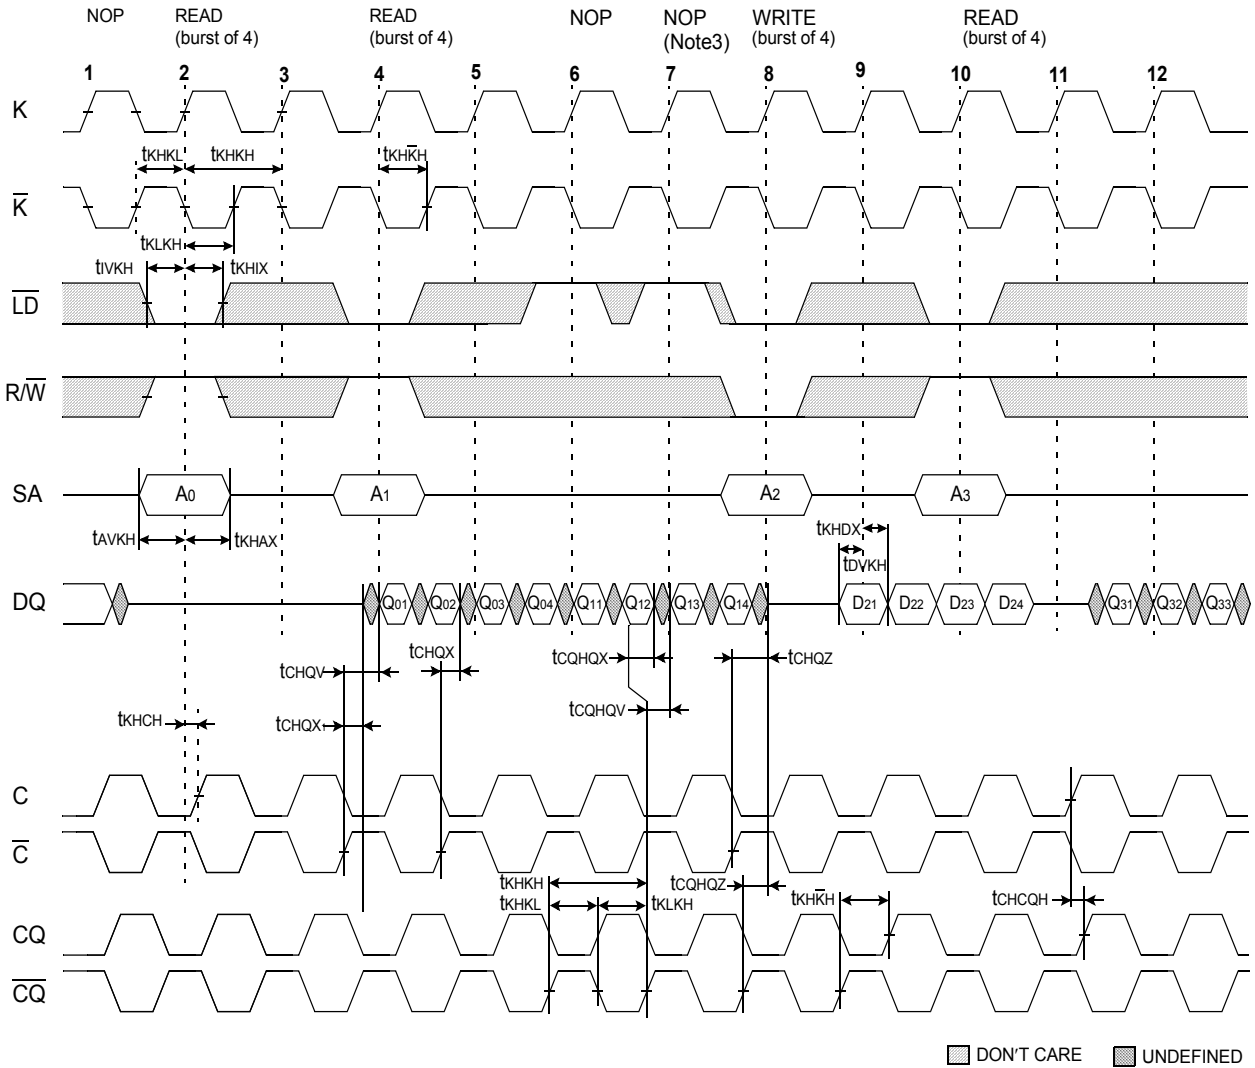 NOP READ READ NOP NOP WRITE READ
(burst of 4) (burst of 4) (Note3) (burst of 4) (burst of 4)
1 2 3 4 5 6 7 8 9 10 11 12
K
tKHKL tKHKH tKHK̅H
K̅
tKLKH
tIVKH tKHIX
L̅D̅
R/W̅
SA A0 A1 A2 A3
tAVKH tKHAX tKHDX
tDVKH
DQ Q01 Q02 Q03 Q04 Q11 Q12 Q13 Q14 D21 D22 D23 D24 Q31 Q32 Q33
tCHQV tCHQX tCQHQX tCHQZ
tKHCH tCHQX1 tCQHQV
C
C̅
tKHKH tCQHQZ
tKHKL tKLKH tKHK̅H tCHCQH
CQ
C̅Q̅
DON'T CARE UNDEFINED